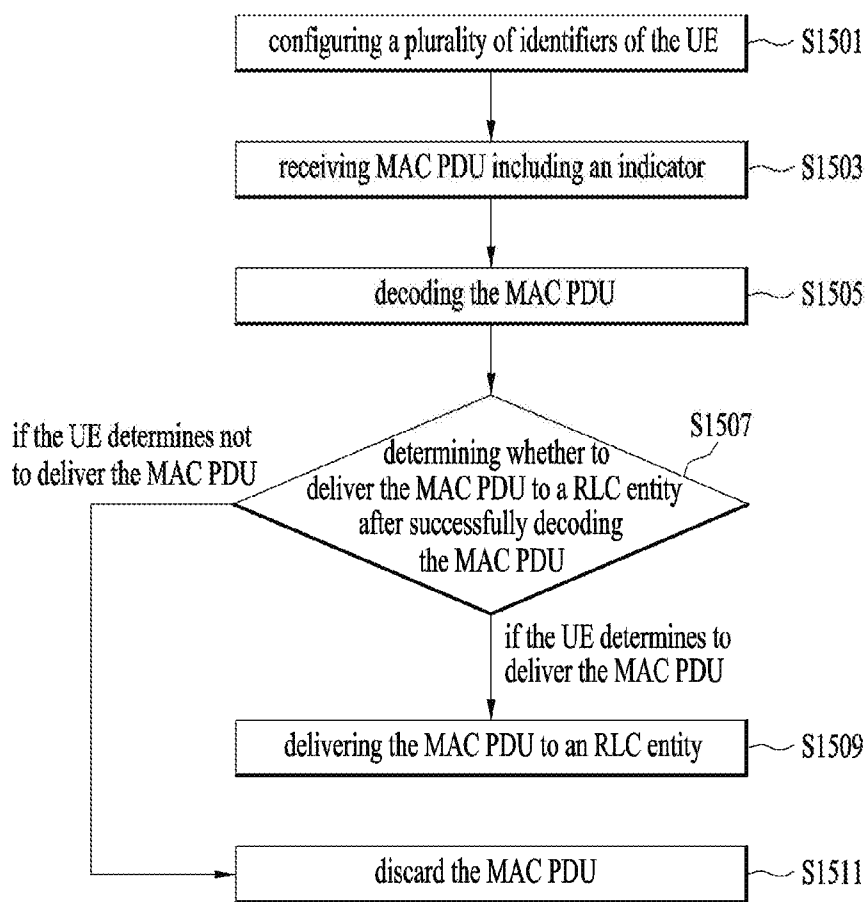 configuring a plurality of identifiers of the UE
S1501
receiving MAC PDU including an indicator
S1503
decoding the MAC PDU
S1505
if the UE determines not
to deliver the MAC PDU
S1507
determining whether to
deliver the MAC PDU to a RLC entity
after successfully decoding
the MAC PDU
if the UE determines to
deliver the MAC PDU
delivering the MAC PDU to an RLC entity
S1509
discard the MAC PDU
S1511